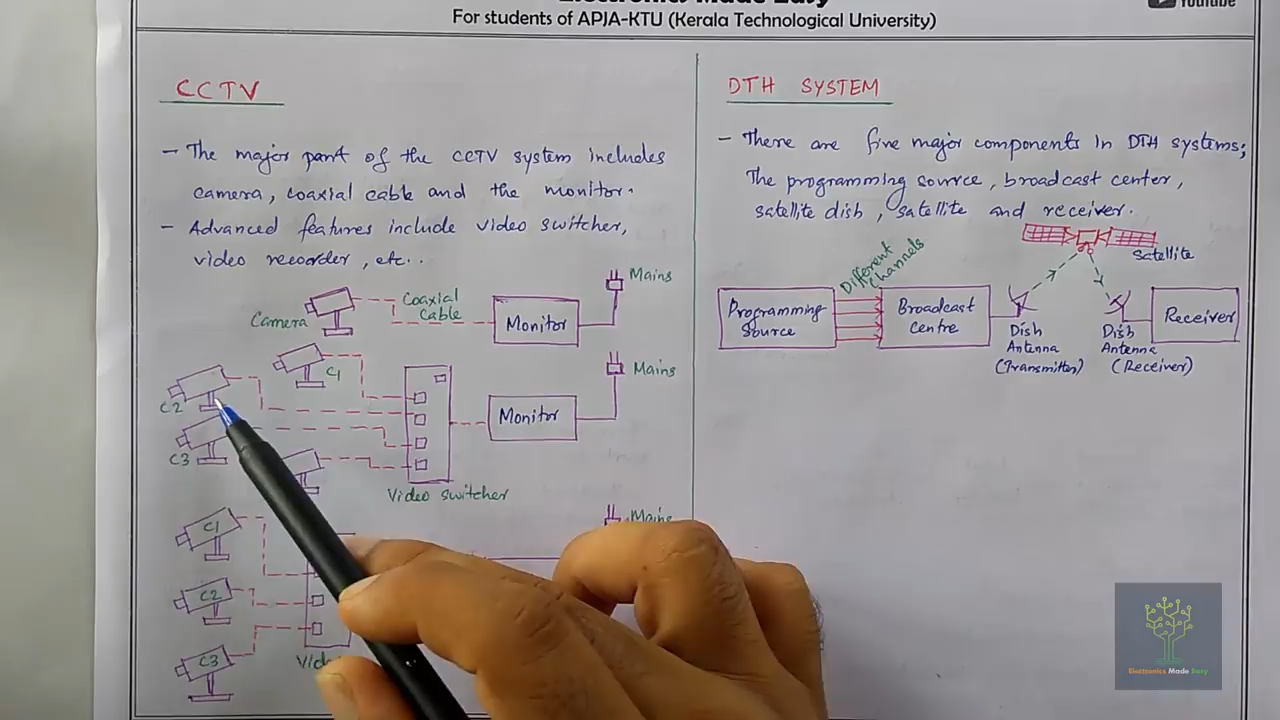 Electronics Made Easy
For students of APJA-KTU (Kerala Technological University)
YouTube
CCTV
- The major part of the CCTV system includes
camera, coaxial cable and the monitor.
- Advanced features include video switcher,
video recorder, etc..
Camera
Coaxial
Cable
Monitor
Mains
C1
C2
C3
Monitor
Mains
Video switcher
C1
C2
C3
Mains
DTH SYSTEM
- There are five major components in DTH systems;
The programming source, broadcast center,
satellite dish, satellite and receiver.
Programming
Source
Different
Channels
Broadcast
Centre
Satellite
Dish
Antenna
(Transmitter)
Dish
Antenna
(Receiver)
Receiver
Electronics Made Easy